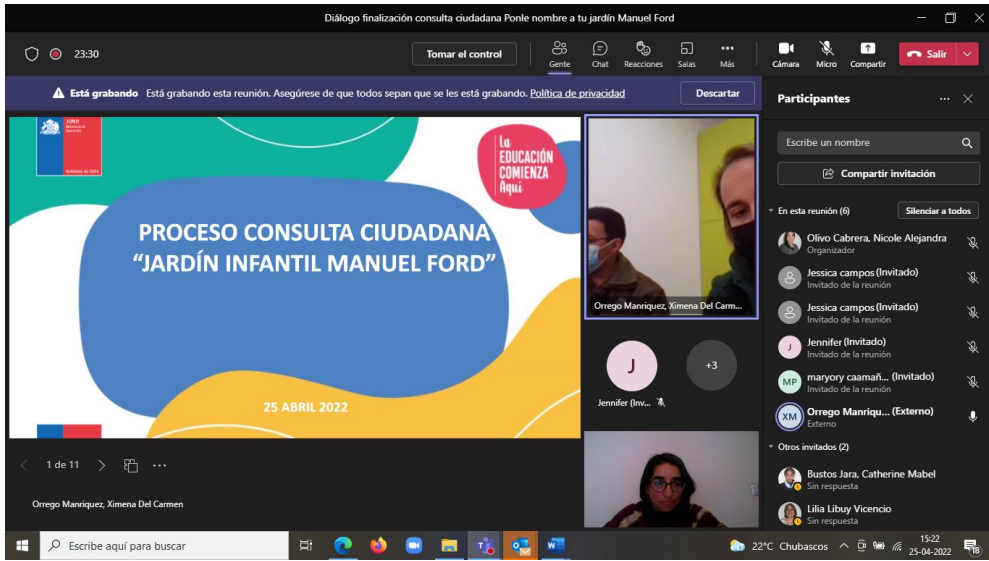 Diálogo finalización consulta ciudadana Ponle nombre a tu jardín Manuel Ford
23:30
Tomar el control
Gente
Chat
Reacciones
Salas
Más
Cámara
Micro
Compartir
Salir
Está grabando Está grabando esta reunión. Asegúrese de que todos sepan que se les está grabando. Política de privacidad
Descartar
JUNJI
Gobierno de Chile
La
EDUCACIÓN
COMIENZA
Aquí
PROCESO CONSULTA CIUDADANA
“JARDÍN INFANTIL MANUEL FORD”
25 ABRIL 2022
Orrego Manriquez, Ximena Del Carm...
J
+3
Jennifer (Inv...
1 de 11
Orrego Manriquez, Ximena Del Carmen
Participantes
Escribe un nombre
Compartir invitación
En esta reunión (6)
Silenciar a todos
Olivo Cabrera, Nicole Alejandra
Organizador
Jessica campos (Invitado)
Invitado de la reunión
Jessica campos (Invitado)
Invitado de la reunión
J
Jennifer (Invitado)
Invitado de la reunión
MP
maryory caamañ... (Invitado)
Invitado de la reunión
XM
Orrego Manriqu... (Externo)
Externo
Otros invitados (2)
Bustos Jara, Catherine Mabel
Sin respuesta
Lilia Libuy Vicencio
Sin respuesta
Escribe aquí para buscar
22°C Chubascos
15:22
25-04-2022
18